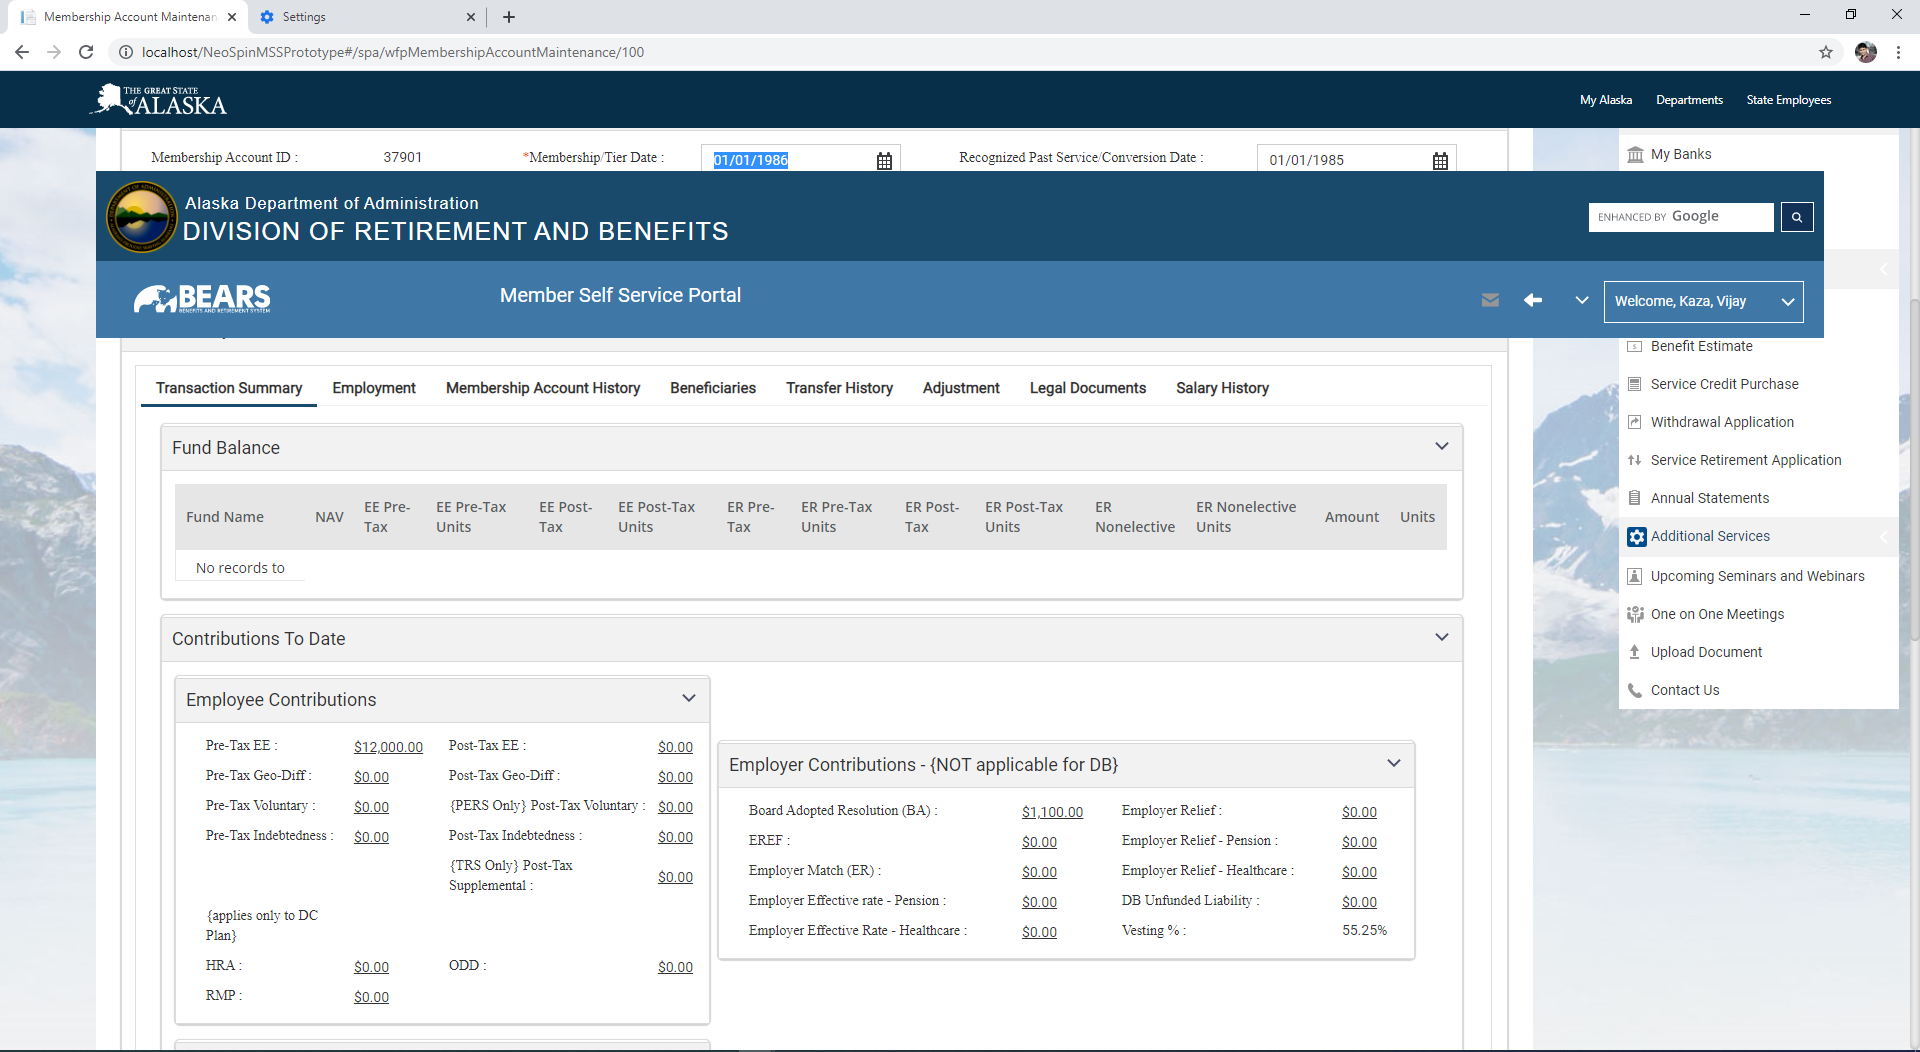 Membership Account Maintenan
Settings
localhost/NeoSpinMSSPrototype#/spa/wfpMembershipAccountMaintenance/100
THE GREAT STATE
of ALASKA
My Alaska Departments State Employees
Membership Account ID : 37901 *Membership/Tier Date : 01/01/1986 Recognized Past Service/Conversion Date : 01/01/1985
My Banks
Alaska Department of Administration
DIVISION OF RETIREMENT AND BENEFITS
ENHANCED BY Google
BEARS
BENEFITS AND RETIREMENT SYSTEM
Member Self Service Portal
Welcome, Kaza, Vijay
Benefit Estimate
Service Credit Purchase
Withdrawal Application
Service Retirement Application
Annual Statements
Additional Services
Upcoming Seminars and Webinars
One on One Meetings
Upload Document
Contact Us
Transaction Summary Employment Membership Account History Beneficiaries Transfer History Adjustment Legal Documents Salary History
Fund Balance
Fund Name NAV EE Pre-Tax EE Pre-Tax Units EE Post-Tax EE Post-Tax Units ER Pre-Tax ER Pre-Tax Units ER Post-Tax ER Post-Tax Units ER Nonelective ER Nonelective Units Amount Units
No records to
Contributions To Date
Employee Contributions
Pre-Tax EE : $12,000.00 Post-Tax EE : $0.00
Pre-Tax Geo-Diff : $0.00 Post-Tax Geo-Diff : $0.00
Pre-Tax Voluntary : $0.00 {PERS Only} Post-Tax Voluntary : $0.00
Pre-Tax Indebtedness : $0.00 Post-Tax Indebtedness : $0.00
{TRS Only} Post-Tax
Supplemental : $0.00
{applies only to DC
Plan}
HRA : $0.00 ODD : $0.00
RMP : $0.00
Employer Contributions - {NOT applicable for DB}
Board Adopted Resolution (BA) : $1,100.00 Employer Relief : $0.00
EREF : $0.00 Employer Relief - Pension : $0.00
Employer Match (ER) : $0.00 Employer Relief - Healthcare : $0.00
Employer Effective rate - Pension : $0.00 DB Unfunded Liability : $0.00
Employer Effective Rate - Healthcare : $0.00 Vesting % : 55.25%